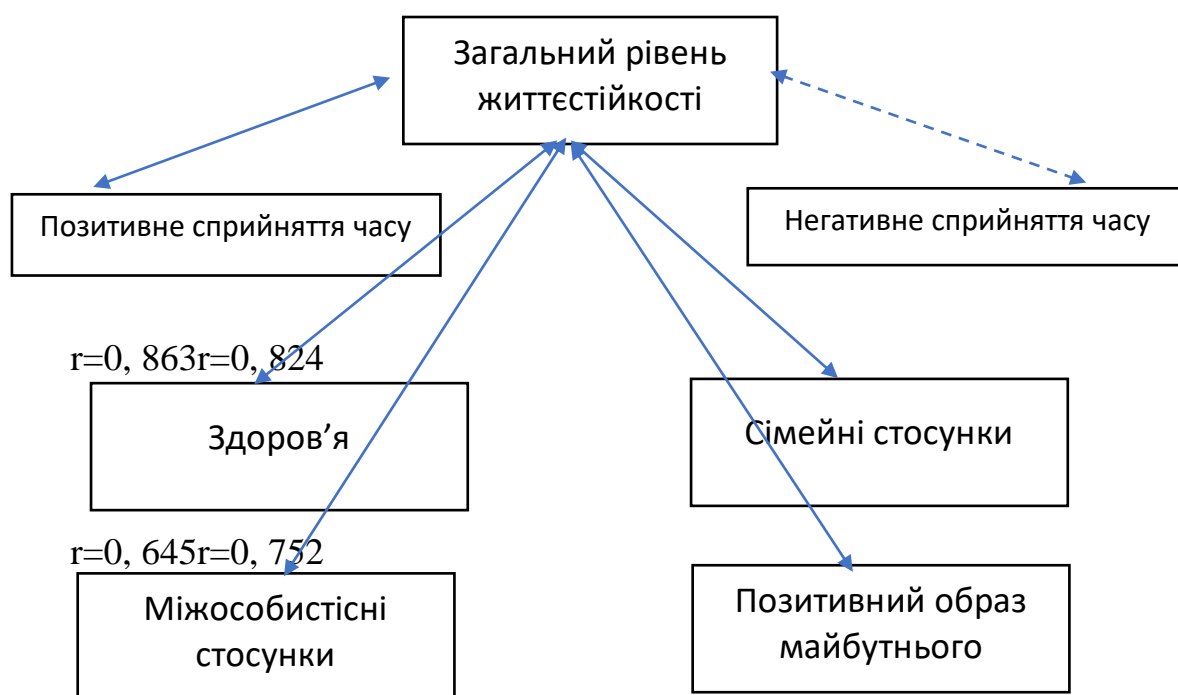 Загальний рівень
життєстійкості
Позитивне сприйняття часу
Негативне сприйняття часу
r=0, 863r=0, 824
Здоров’я
Сімейні стосунки
r=0, 645r=0, 752
Міжособистісні
стосунки
Позитивний образ
майбутнього